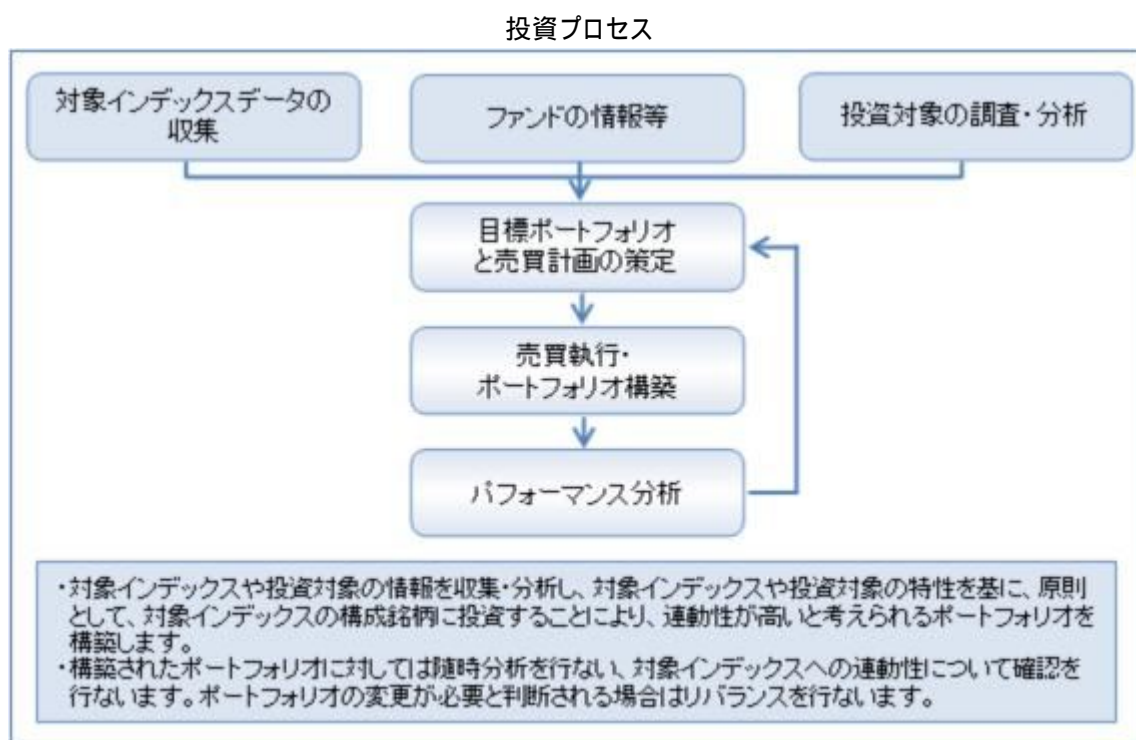 投資プロセス
対象インデックスデータの
収集
ファンドの情報等
投資対象の調査・分析
目標ポートフォリオ
と売買計画の策定
売買執行・
ポートフォリオ構築
パフォーマンス分析
・対象インデックスや投資対象の情報を収集・分析し、対象インデックスや投資対象の特性を基に、原則
として、対象インデックスの構成銘柄に投資することにより、連動性が高いと考えられるポートフォリオを
構築します。
・構築されたポートフォリオに対しては随時分析を行ない、対象インデックスへの連動性について確認を
行ないます。ポートフォリオの変更が必要と判断される場合はリバランスを行ないます。